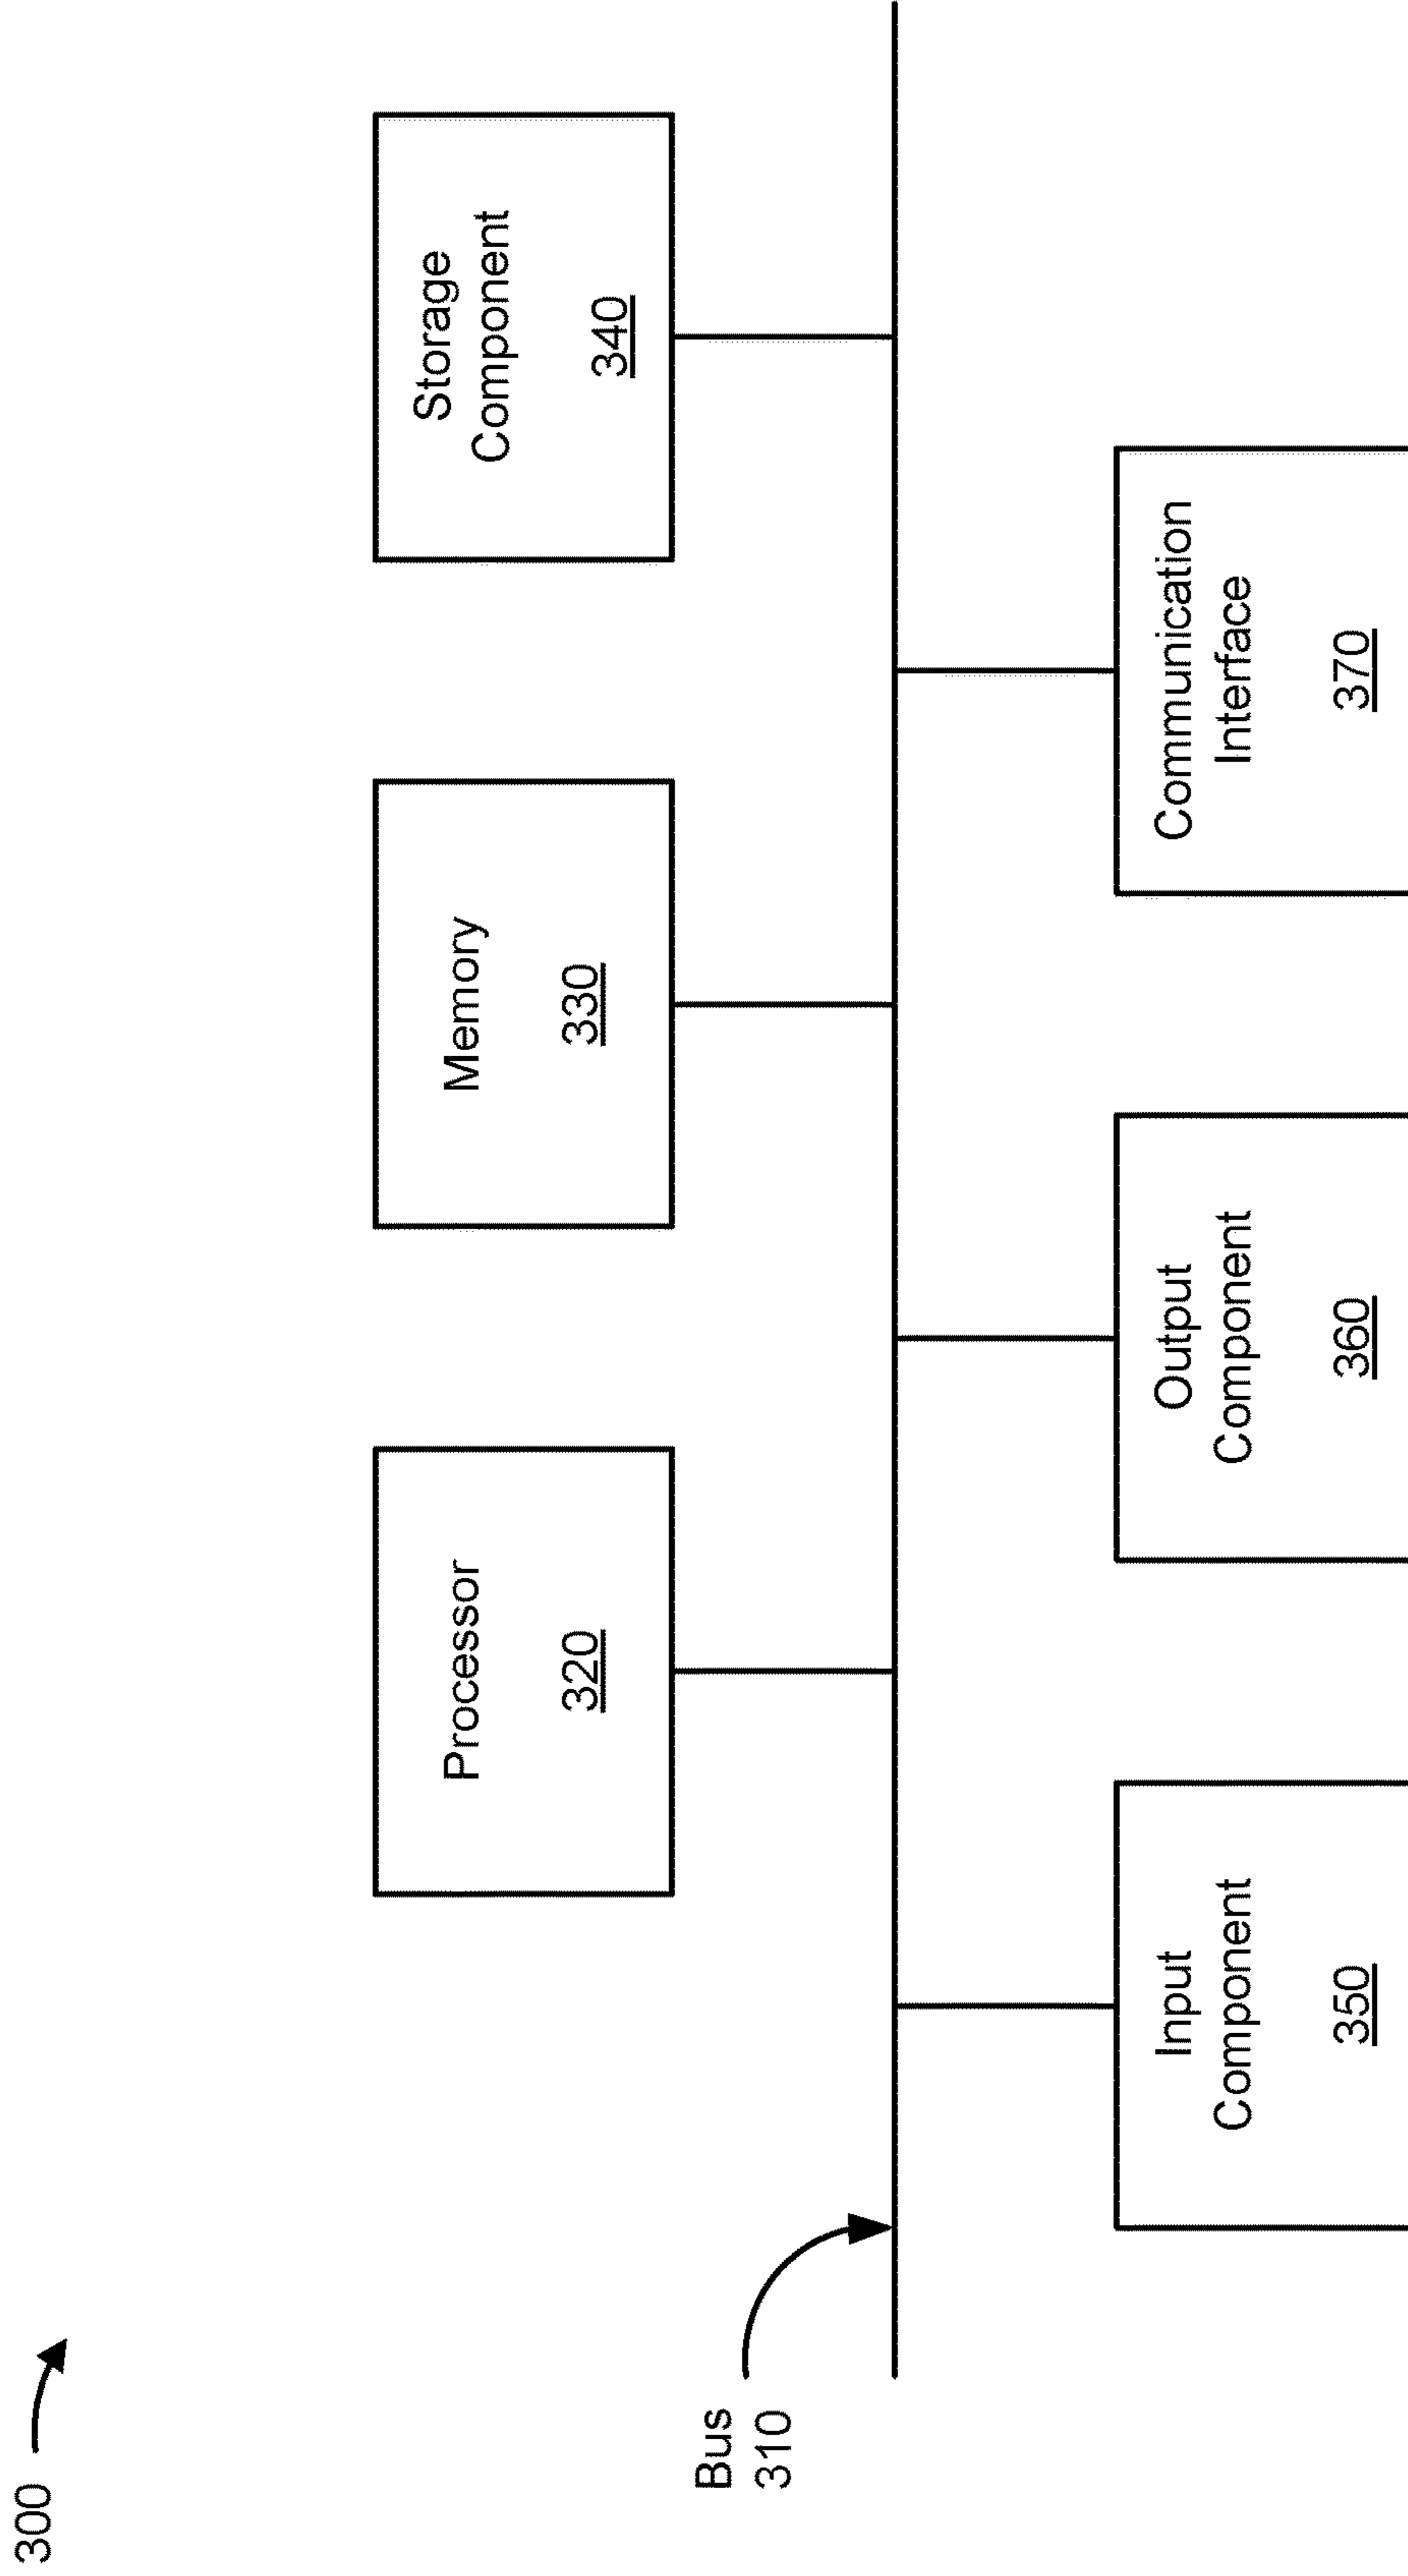 300
Processor
320
Memory
330
Storage
Component
340
Bus
310
Input
Component
350
Output
Component
360
Communication
Interface
370